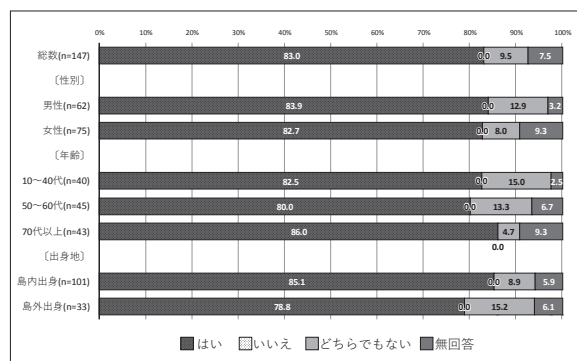 0% 10% 20% 30% 40% 50% 60% 70% 80% 90% 100%
総数(n=147) 83.0 0.0 9.5 7.5
〔性別〕
男性(n=62) 83.9 0.0 12.9 3.2
女性(n=75) 82.7 0.0 8.0 9.3
〔年齢〕
10～40代(n=40) 82.5 0.0 15.0 2.5
50～60代(n=45) 80.0 0.0 13.3 6.7
70代以上(n=43) 86.0 4.7 9.3
0.0
〔出身地〕
島内出身(n=101) 85.1 0.0 8.9 5.9
島外出身(n=33) 78.8 0.0 15.2 6.1
はい いいえ どちらでもない 無回答